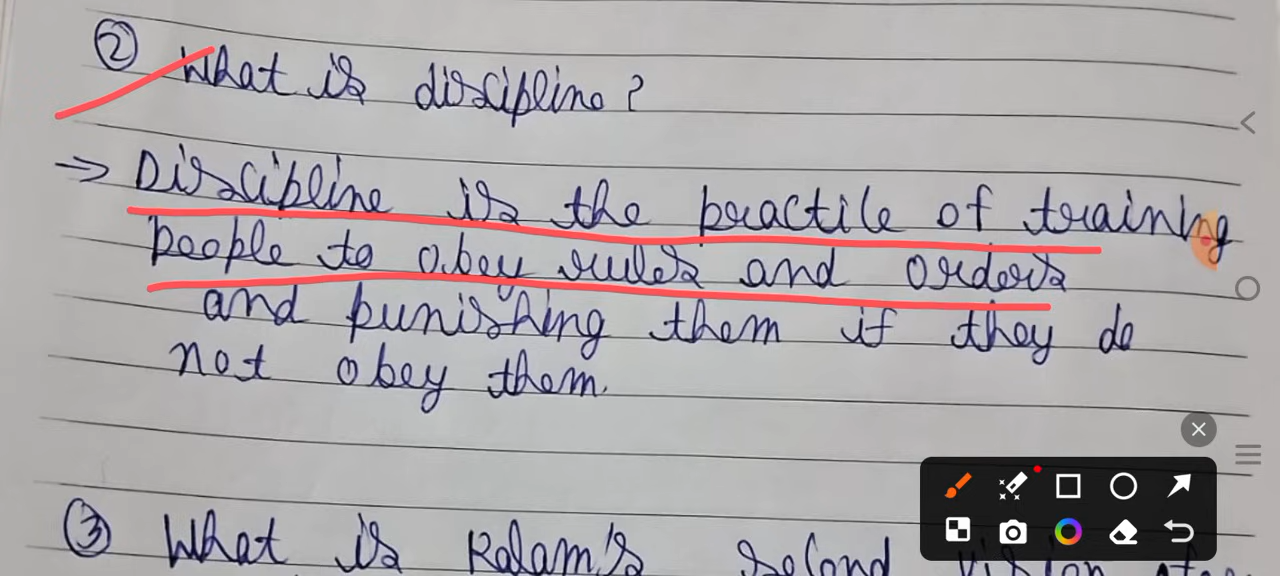 ② What is discipline?
→ Discipline is the practice of training
people to obey rules and orders
and punishing them if they do
not obey them.
③ What is Kalam's second vision